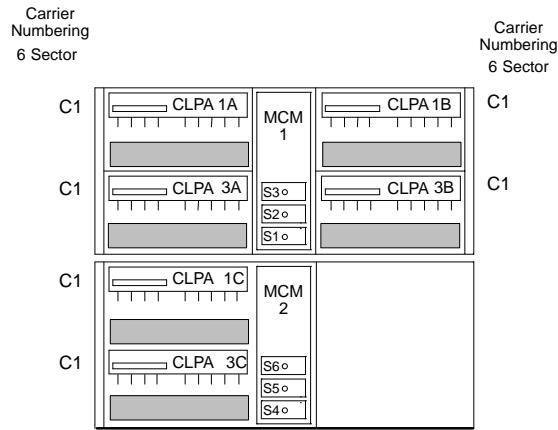 Carrier
Numbering
6 Sector
Carrier
Numbering
6 Sector
C1 CLPA 1A MCM 1 CLPA 1B C1
C1 CLPA 3A CLPA 3B C1
S3
S2
S1
C1 CLPA 1C MCM 2
C1 CLPA 3C
S6
S5
S4